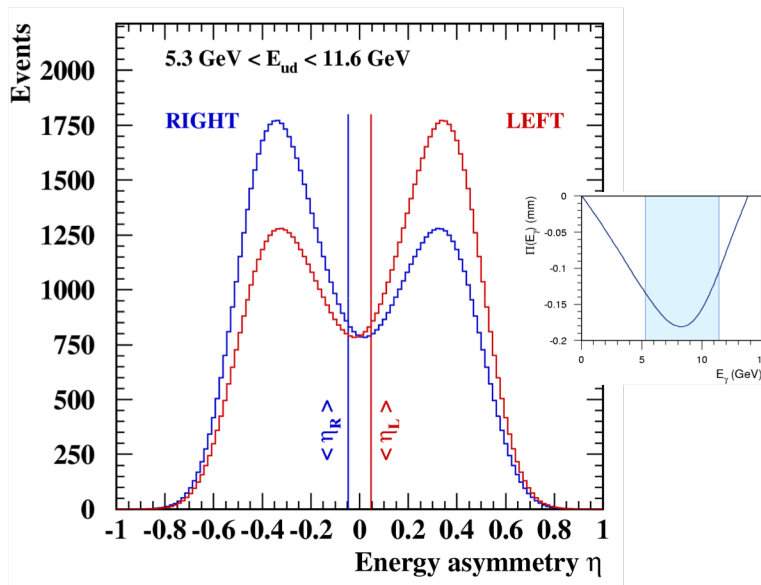 Events
2000
1750
1500
1250
1000
750
500
250
0
5.3 GeV < E_ud < 11.6 GeV
RIGHT
LEFT
< η_R >
< η_L >
-1 -0.8 -0.6 -0.4 -0.2 0 0.2 0.4 0.6 0.8 1
Energy asymmetry η
Π(E_γ) (mm)
0
-0.05
-0.1
-0.15
-0.2
0 5 10 1
E_γ (GeV)